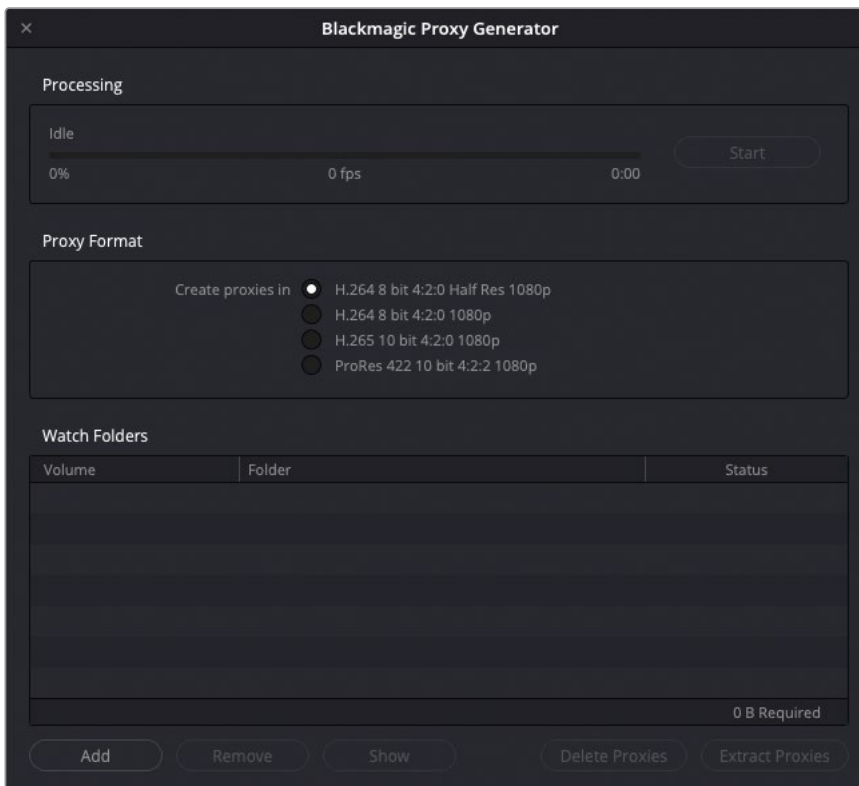 Blackmagic Proxy Generator
Processing
Idle
Start
0% 0 fps 0:00
Proxy Format
Create proxies in H.264 8 bit 4:2:0 Half Res 1080p
H.264 8 bit 4:2:0 1080p
H.265 10 bit 4:2:0 1080p
ProRes 422 10 bit 4:2:2 1080p
Watch Folders
Volume Folder Status
0 B Required
Add Remove Show Delete Proxies Extract Proxies